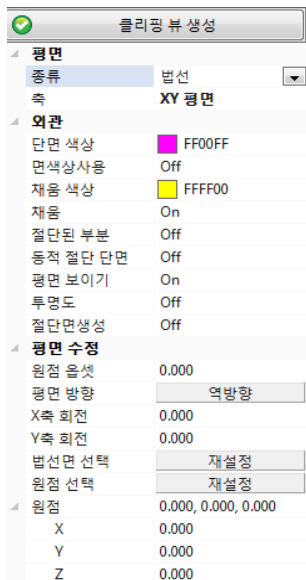 클리핑 뷰 생성
평면
종류 법선
축 XY 평면
외관
단면 색상 FF00FF
면색상사용 Off
채움 색상 FFFF00
채움 On
절단된 부분 Off
동적 절단 단면 Off
평면 보이기 On
투명도 Off
절단면생성 Off
평면 수정
원점 옵셋 0.000
평면 방향 역방향
X축 회전 0.000
Y축 회전 0.000
법선면 선택 재설정
원점 선택 재설정
원점 0.000, 0.000, 0.000
X 0.000
Y 0.000
Z 0.000